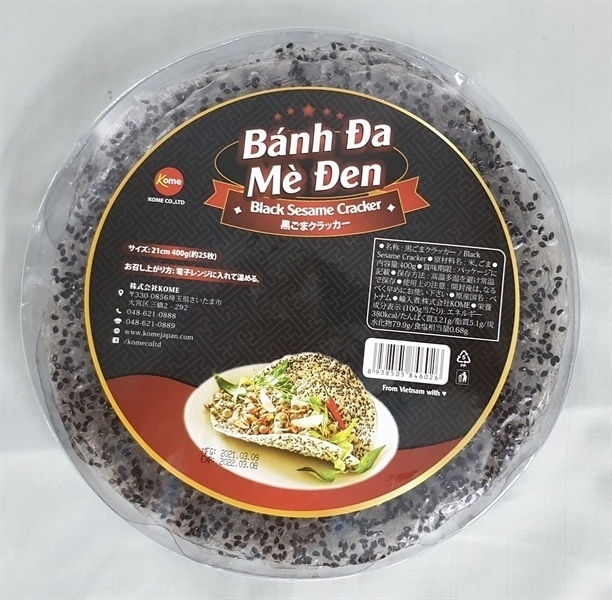 Bánh Đa
Mè Đen
Black Sesame Cracker
黒ごまクラッカー
Kome
KOME CO.,LTD
サイズ: 21cm 400g(約25枚)
お召し上がり方: 電子レンジに入れて温める。
株式会社KOME
〒330-0856埼玉県さいたま市
大宮区三橋2-292
048-621-0888
048-621-0889
www.komejapan.com
/komecoltd
●名称: 黒ごまクラッカー / Black
Sesame Cracker●原材料名: 米、ごま●
内容量:400g●賞味期限: パッケージに
記載●保存方法: 高温多湿を避け常温
で保存●使用上の注意: 開封後は、なる
べく早めにお使い下さい●原産国名: ベ
トナム●輸入者:株式会社KOME●栄養
成分表示 (100g当たり): エネルギー
380kcal/たんぱく質3.21g/脂質5.1g/炭
水化物79.9g/食塩相当量0.68g
8 938505 846026
PP
From Vietnam with ♥
MFG: 2021.03.09
EXP: 2022.03.08